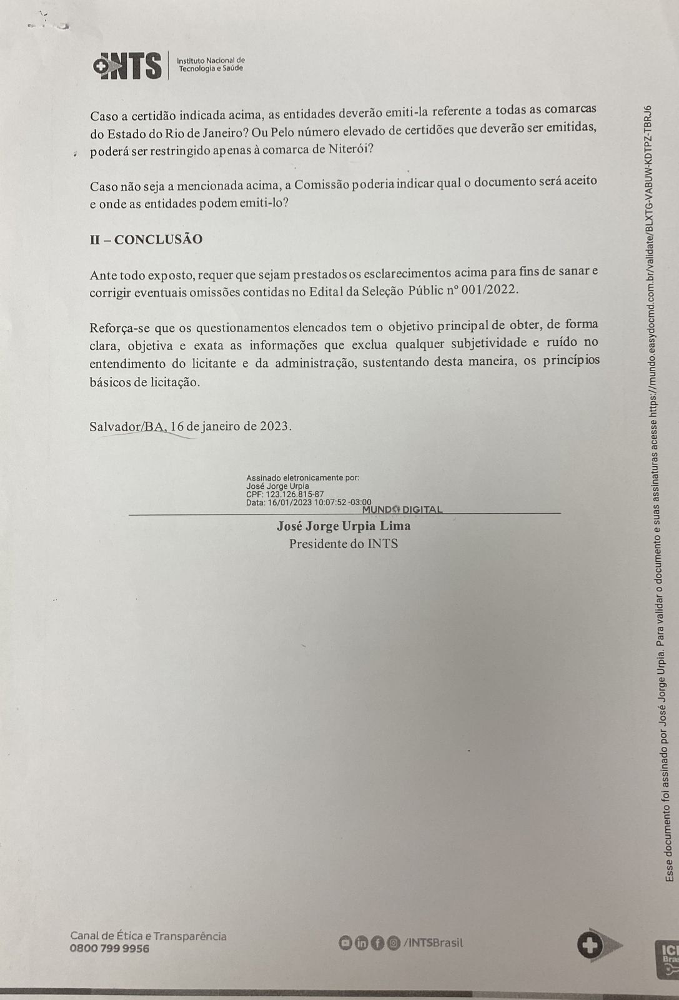 INTS
Instituto Nacional de
Tecnologia e Saúde
Caso a certidão indicada acima, as entidades deverão emiti-la referente a todas as comarcas
do Estado do Rio de Janeiro? Ou Pelo número elevado de certidões que deverão ser emitidas,
poderá ser restringido apenas à comarca de Niterói?
Caso não seja a mencionada acima, a Comissão poderia indicar qual o documento será aceito
e onde as entidades podem emiti-lo?
II – CONCLUSÃO
Ante todo exposto, requer que sejam prestados os esclarecimentos acima para fins de sanar e
corrigir eventuais omissões contidas no Edital da Seleção Públic nº 001/2022.
Reforça-se que os questionamentos elencados tem o objetivo principal de obter, de forma
clara, objetiva e exata as informações que exclua qualquer subjetividade e ruído no
entendimento do licitante e da administração, sustentando desta maneira, os princípios
básicos de licitação.
Salvador/BA, 16 de janeiro de 2023.
Assinado eletronicamente por:
José Jorge Urpia
CPF: 123.126.815-87
Data: 16/01/2023 10:07:52 -03:00
MUNDO DIGITAL
José Jorge Urpia Lima
Presidente do INTS
Esse documento foi assinado por José Jorge Urpia. Para validar o documento e suas assinaturas acesse https://mundo.easydocmd.com.br/validate/BLXTG-VABUW-KDTPZ-TBRJ6
Canal de Ética e Transparência
0800 799 9956
/INTSBrasil
ICP
Bras